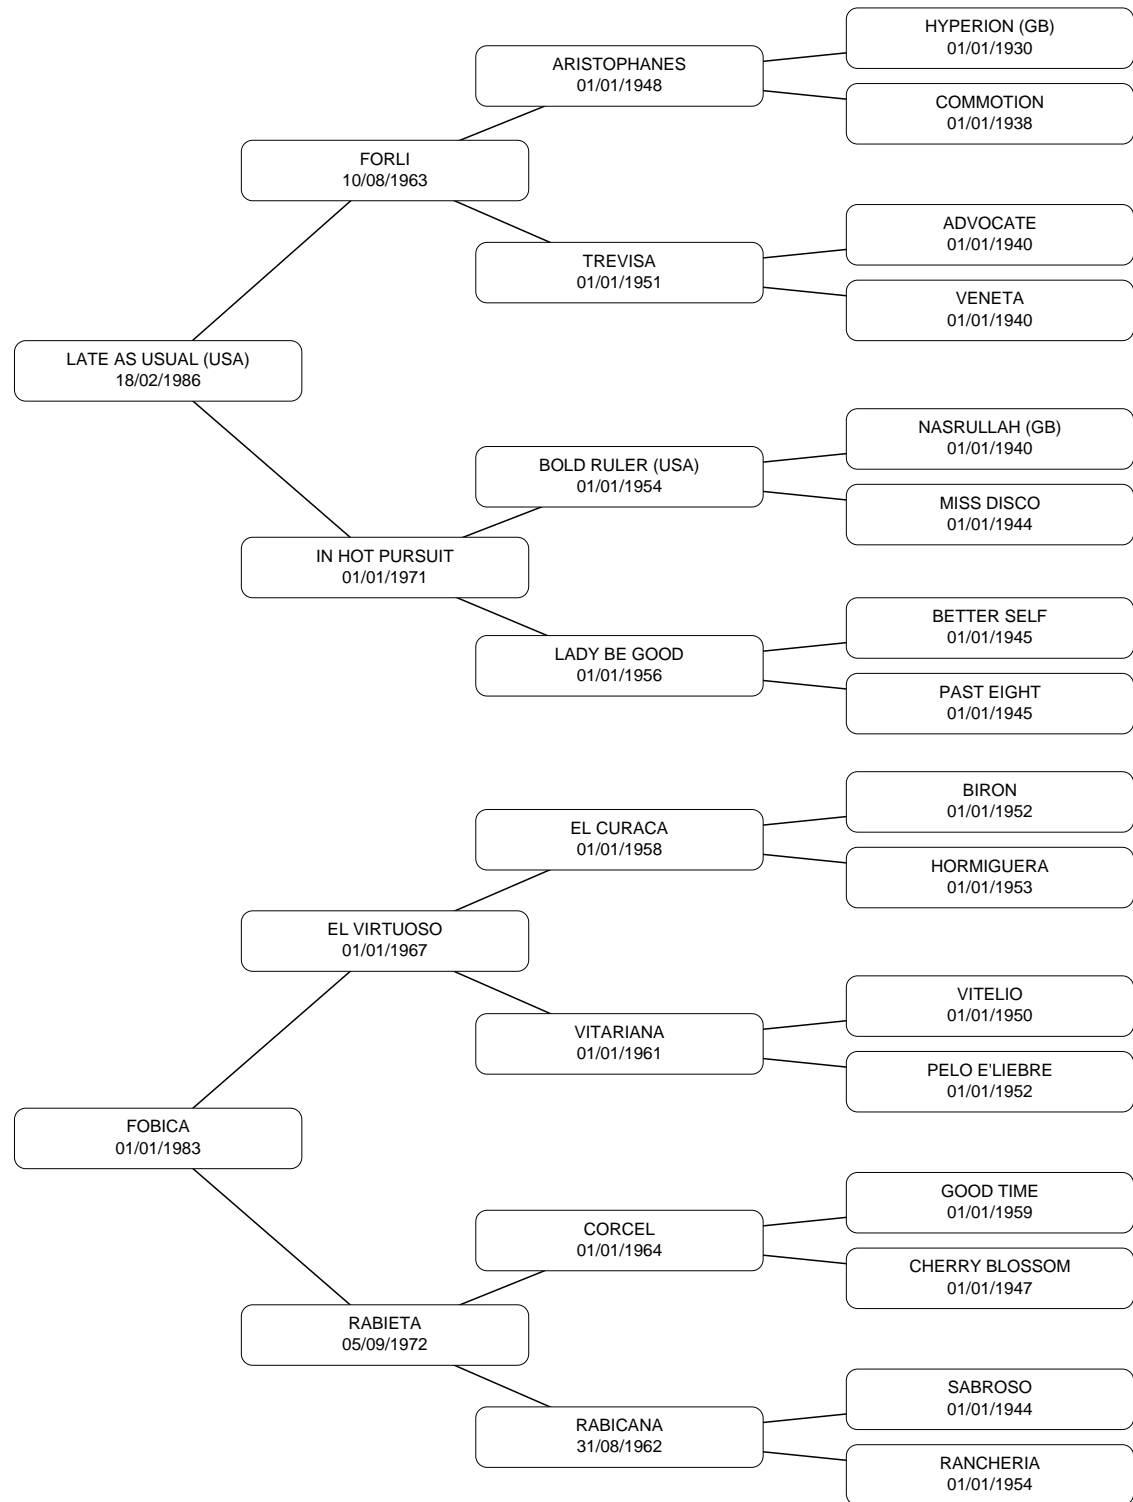 HYPERION (GB)
01/01/1930
ARISTOPHANES
01/01/1948
COMMOTION
01/01/1938
FORLI
10/08/1963
ADVOCATE
01/01/1940
TREVISA
01/01/1951
VENETA
01/01/1940
LATE AS USUAL (USA)
18/02/1986
NASRULLAH (GB)
01/01/1940
BOLD RULER (USA)
01/01/1954
MISS DISCO
01/01/1944
IN HOT PURSUIT
01/01/1971
BETTER SELF
01/01/1945
LADY BE GOOD
01/01/1956
PAST EIGHT
01/01/1945
BIRON
01/01/1952
EL CURACA
01/01/1958
HORMIGUERA
01/01/1953
EL VIRTUOSO
01/01/1967
VITELIO
01/01/1950
VITARIANA
01/01/1961
PELO E'LIEBRE
01/01/1952
FOBICA
01/01/1983
GOOD TIME
01/01/1959
CORCEL
01/01/1964
CHERRY BLOSSOM
01/01/1947
RABIETA
05/09/1972
SABROSO
01/01/1944
RABICANA
31/08/1962
RANCHERIA
01/01/1954